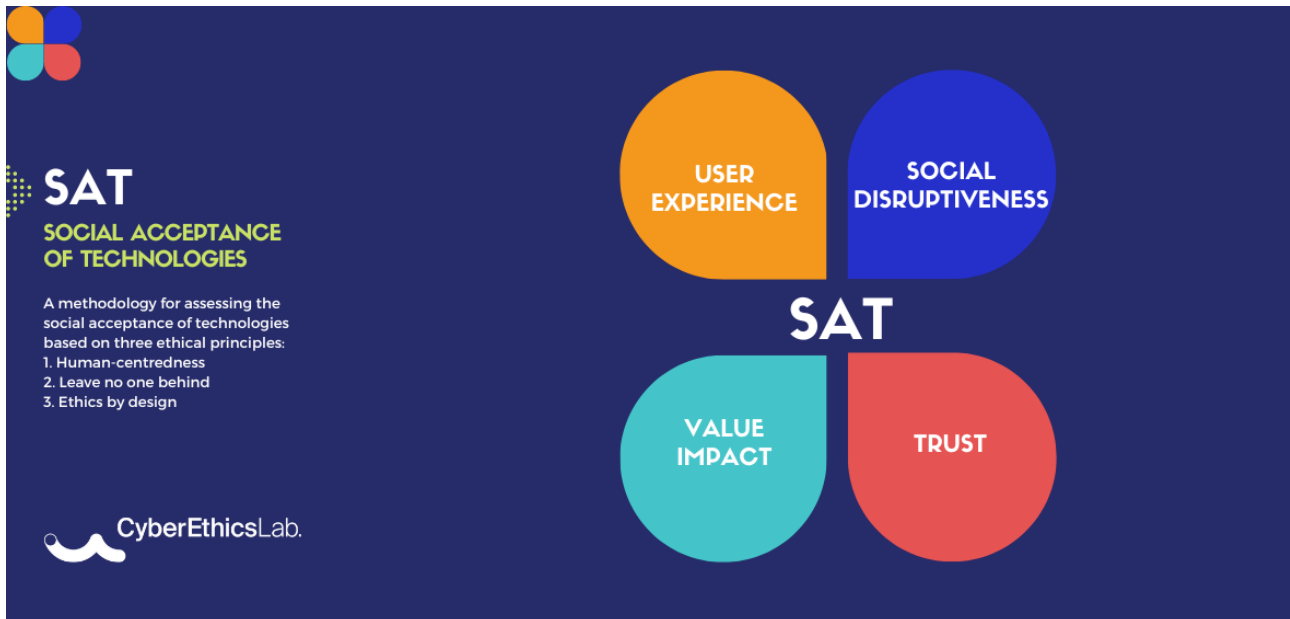 SAT
SOCIAL ACCEPTANCE
OF TECHNOLOGIES
A methodology for assessing the
social acceptance of technologies
based on three ethical principles:
1. Human-centredness
2. Leave no one behind
3. Ethics by design
CyberEthicsLab.
USER
EXPERIENCE
SOCIAL
DISRUPTIVENESS
SAT
VALUE
IMPACT
TRUST